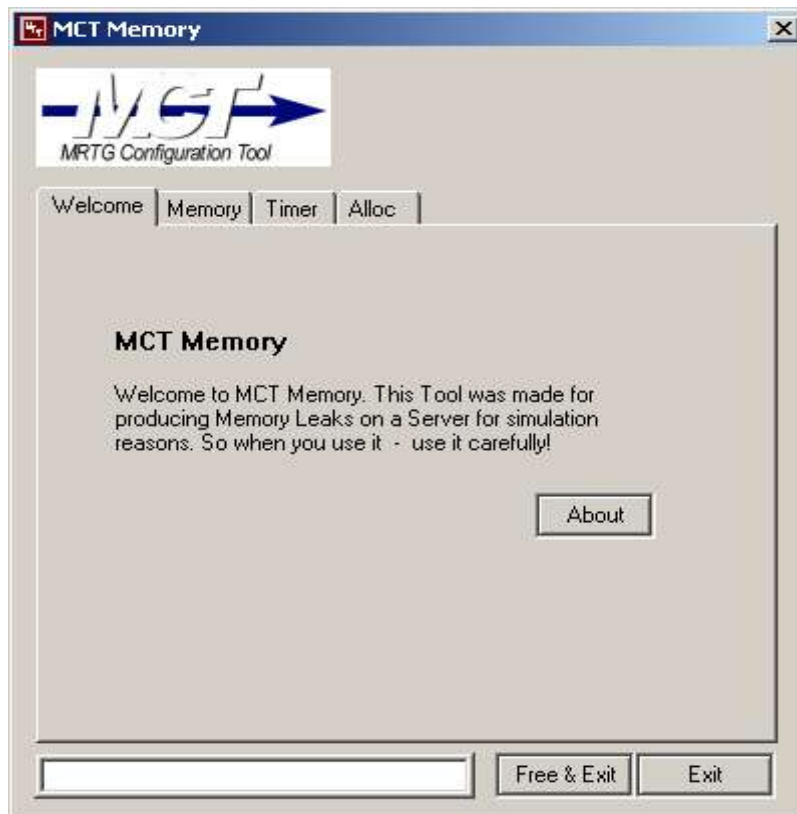 MCT Memory
MCT
MRTG Configuration Tool
Welcome Memory Timer Alloc
MCT Memory
Welcome to MCT Memory. This Tool was made for
producing Memory Leaks on a Server for simulation
reasons. So when you use it - use it carefully!
About
Free & Exit Exit